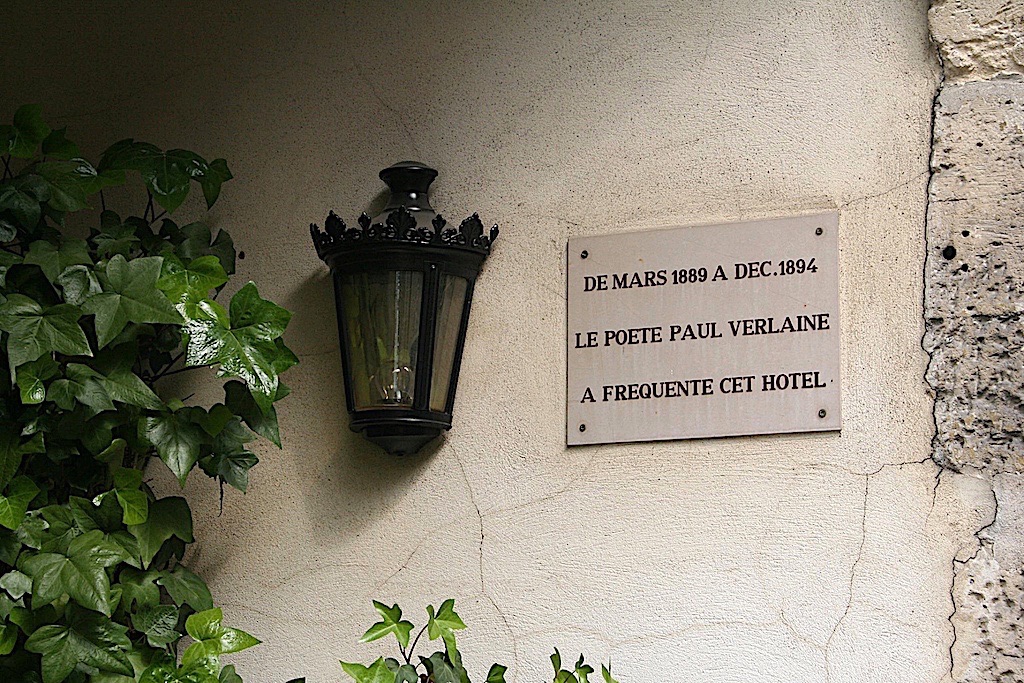 DE MARS 1889 A DEC.1894
LE POETE PAUL VERLAINE
A FREQUENTE CET HOTEL